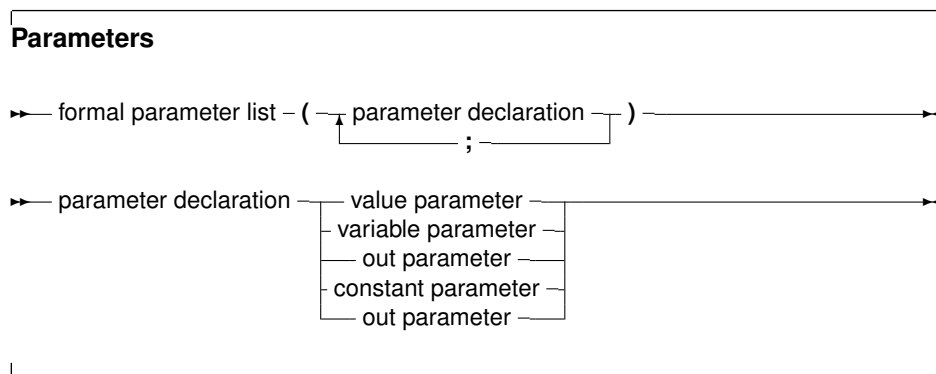 Parameters
formal parameter list ( parameter declaration )
;
parameter declaration value parameter
variable parameter
out parameter
constant parameter
out parameter